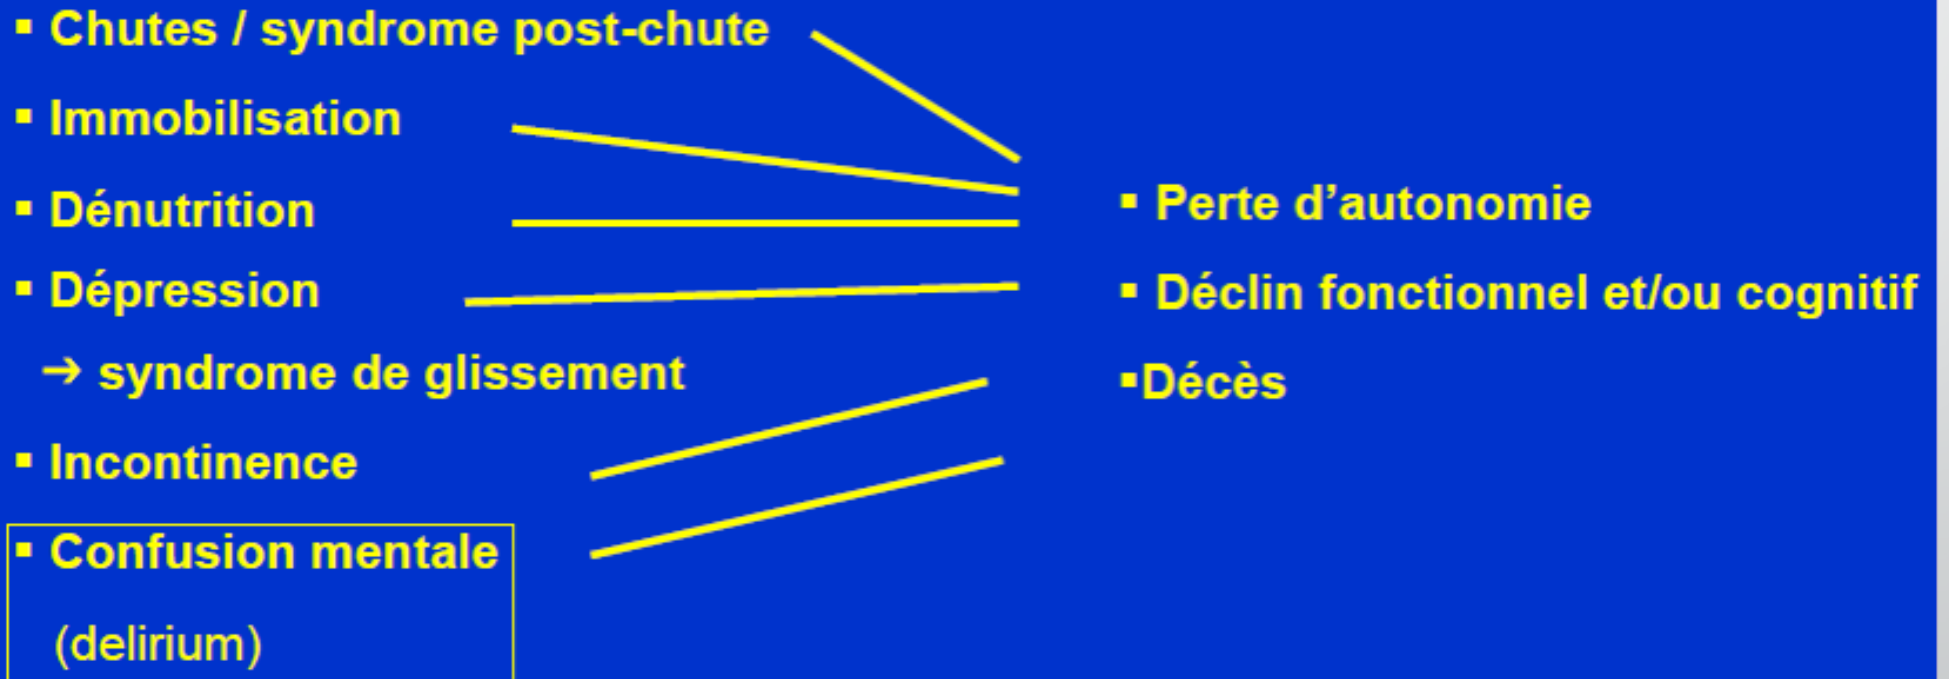 ▪ Chutes / syndrome post-chute
▪ Immobilisation
▪ Dénutrition
▪ Dépression
➔ syndrome de glissement
▪ Incontinence
▪ Confusion mentale
(delirium)
▪ Perte d’autonomie
▪ Déclin fonctionnel et/ou cognitif
▪Décès